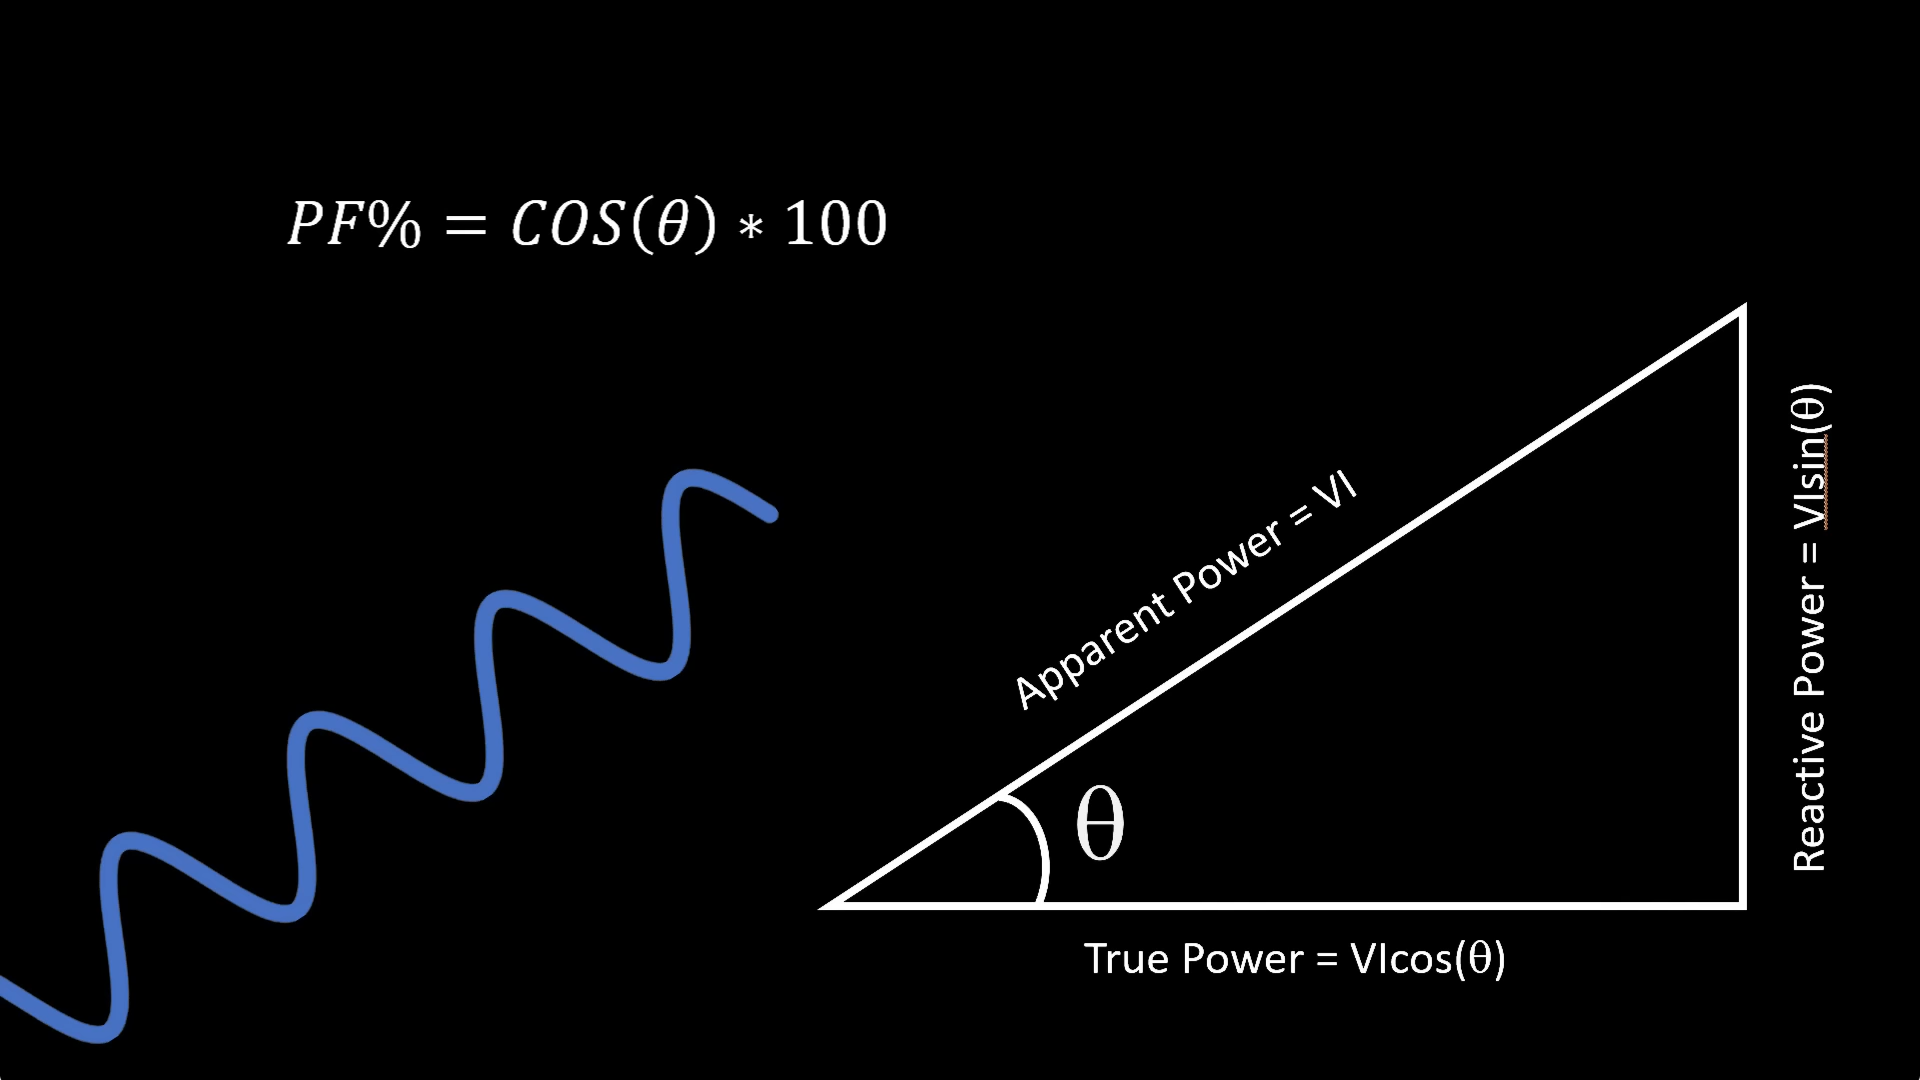 𝑃𝐹% = 𝐶𝑂𝑆(𝜃) ∗ 100
Apparent Power = VI
Reactive Power = VIsin(θ)
θ
True Power = VIcos(θ)